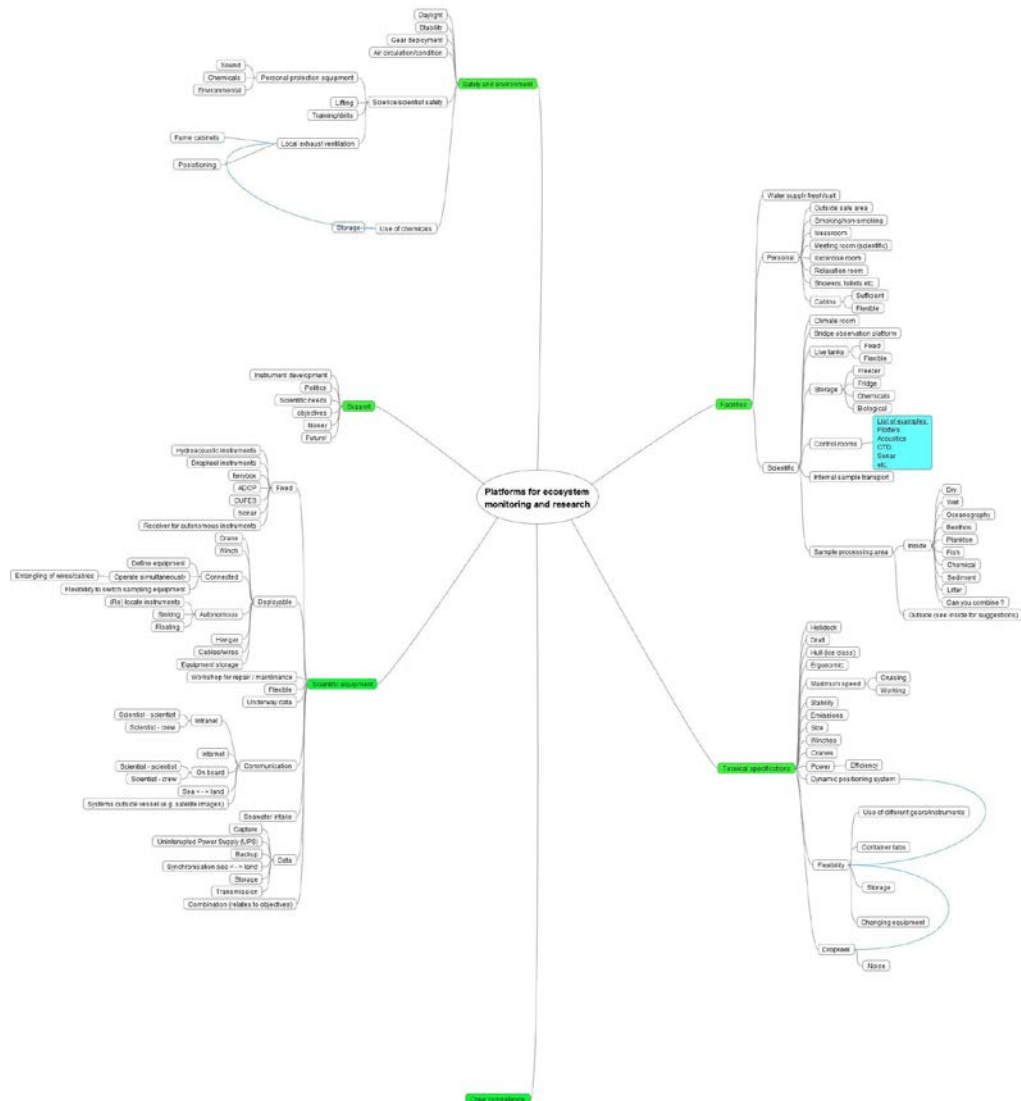 Daylight
Stability
Gear deployment
Air circulation/condition
Safety and environment
Sound
Chemicals
Environmental
Personal protection equipment
Lifting
Training/drills
Science/scientist safety
Fume cabinets
Positioning
Local exhaust ventilation
Storage
Use of chemicals
Instrument development
Politics
Scientific needs
objectives
Money
Future!
Support
Platforms for ecosystem
monitoring and research
Facilities
Water supply fresh/salt
Personal
Outside safe area
Smoking/non-smoking
Messroom
Meeting room (scientific)
Relaxation room
Showers, toilets etc.
Cabins
Sufficient
Flexible
Scientific
Climate room
Bridge observation platform
Live tanks
Fixed
Flexible
Storage
Freezer
Fridge
Chemicals
Biological
Control rooms
List of examples:
Plotters
Acoustics
CTD
Sonar
etc.
Internal sample transport
Sample processing area
Inside
Dry
Wet
Oceanography
Benthos
Plankton
Fish
Chemical
Sediment
Litter
Can you combine ?
Outside (see inside for suggestions)
Hydroacoustic instruments
Dropkeel instruments
ferrybox
ADCP
CUFES
Sonar
Receiver for autonomous instruments
Fixed
Crane
Winch
Define equipment
Entangling of wires/cables
Operate simultaneously
Flexibility to switch sampling equipment
Connected
(Re) locate instruments
Sinking
Floating
Autonomous
Deployable
Hangar
Cables/wires
Equipment storage
Workshop for repair / maintinance
Flexible
Underway data
Scientific equipment
Scientist - scientist
Scientist - crew
Intranet
Internet
Scientist - scientist
Scientist - crew
On board
Communication
Sea < - > land
Systems outside vessel (e.g. satelite images)
Seawater intake
Capture
Uninterupted Power Supply (UPS)
Backup
Synchronisation sea < - > land
Storage
Transmission
Data
Combination (relates to objectives)
Tecnical specifications
Helideck
Draft
Hull (ice class)
Ergonomic
Maximum speed
Cruising
Working
Stability
Emissions
Size
Winches
Cranes
Power
Efficiency
Dynamic positioning system
Flexibility
Use of different gears/instruments
Container labs
Storage
Changing equipment
Dropkeel
Noise